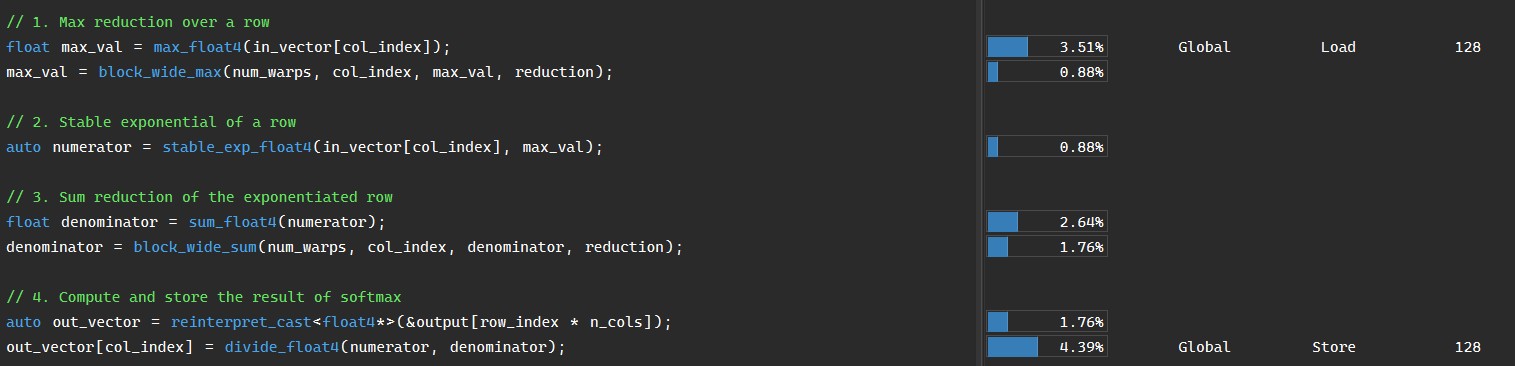 // 1. Max reduction over a row
float max_val = max_float4(in_vector[col_index]); 3.51% Global Load 128
max_val = block_wide_max(num_warps, col_index, max_val, reduction); 0.88%
// 2. Stable exponential of a row
auto numerator = stable_exp_float4(in_vector[col_index], max_val); 0.88%
// 3. Sum reduction of the exponentiated row
float denominator = sum_float4(numerator); 2.64%
denominator = block_wide_sum(num_warps, col_index, denominator, reduction); 1.76%
// 4. Compute and store the result of softmax
auto out_vector = reinterpret_cast<float4*>(&output[row_index * n_cols]); 1.76%
out_vector[col_index] = divide_float4(numerator, denominator); 4.39% Global Store 128